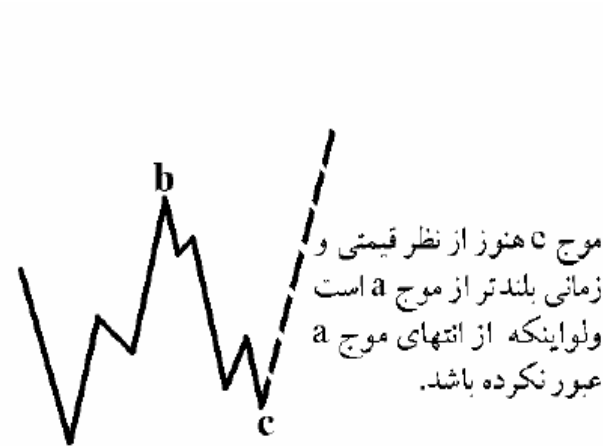 b
موج c هنوز از نظر قیمتی و
زمانی بلندتر از موج a است
ولواینکه از انتهای موج a
عبور نکرده باشد.
c